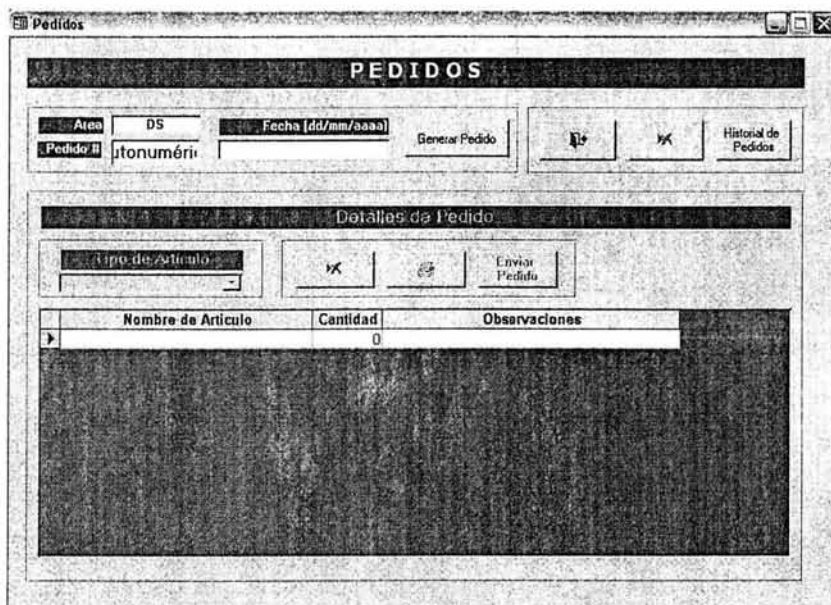 Pedidos
PEDIDOS
Area DS Fecha (dd/mm/aaaa) Generar Pedido Historial de
Pedido # utonuméri Pedidos
Detalles de Pedido
Tipo de Articulo Enviar
Pedido
Nombre de Articulo Cantidad Observaciones
0